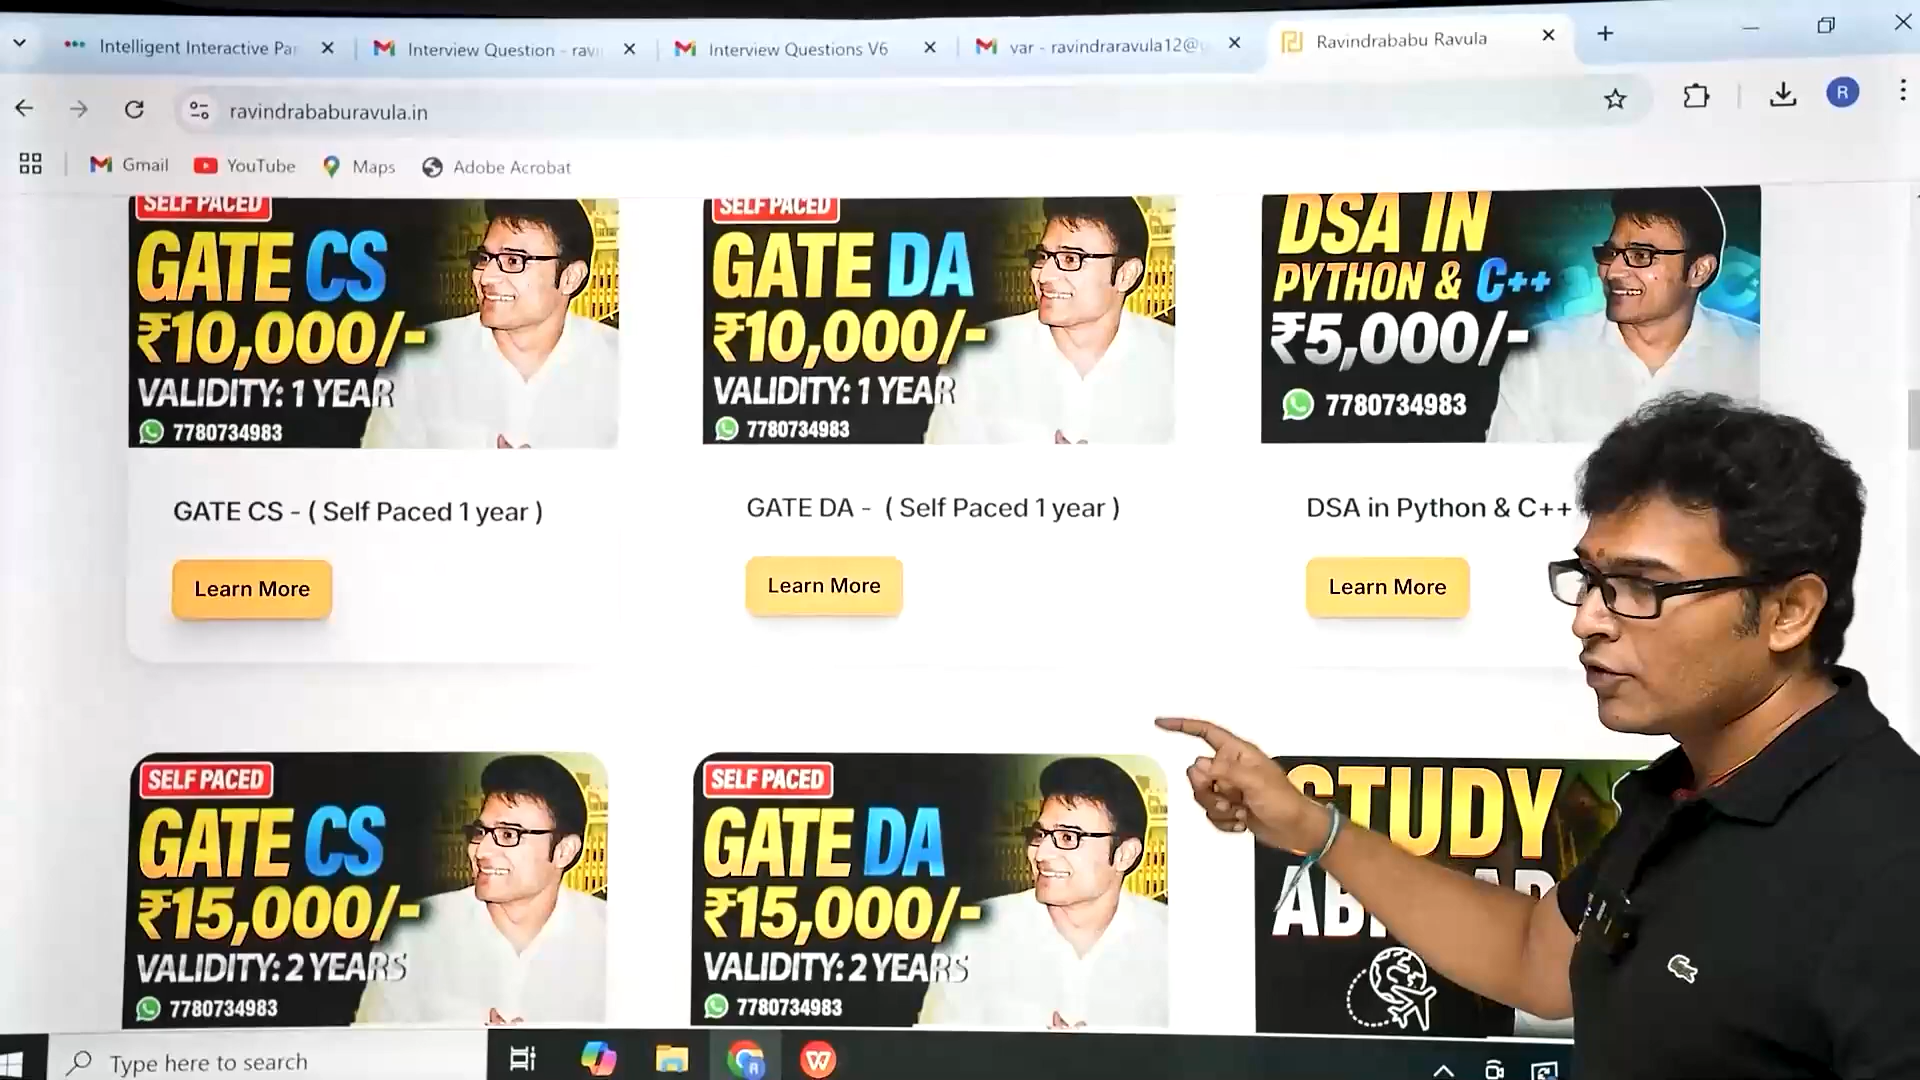 Intelligent Interactive Pa
Interview Question - ravi
Interview Questions V6
var - ravindraravula12@
Ravindrababu Ravula
ravindrababuravula.in
R
Gmail
YouTube
Maps
Adobe Acrobat
SELF PACED
GATE CS
₹10,000/-
VALIDITY: 1 YEAR
7780734983
SELF PACED
GATE DA
₹10,000/-
VALIDITY: 1 YEAR
7780734983
DSA IN
PYTHON & C++
₹5,000/-
7780734983
GATE CS - ( Self Paced 1 year )
GATE DA - ( Self Paced 1 year )
DSA in Python & C++
Learn More
Learn More
Learn More
SELF PACED
GATE CS
₹15,000/-
VALIDITY: 2 YEARS
7780734983
SELF PACED
GATE DA
₹15,000/-
VALIDITY: 2 YEARS
7780734983
STUDY
Type here to search